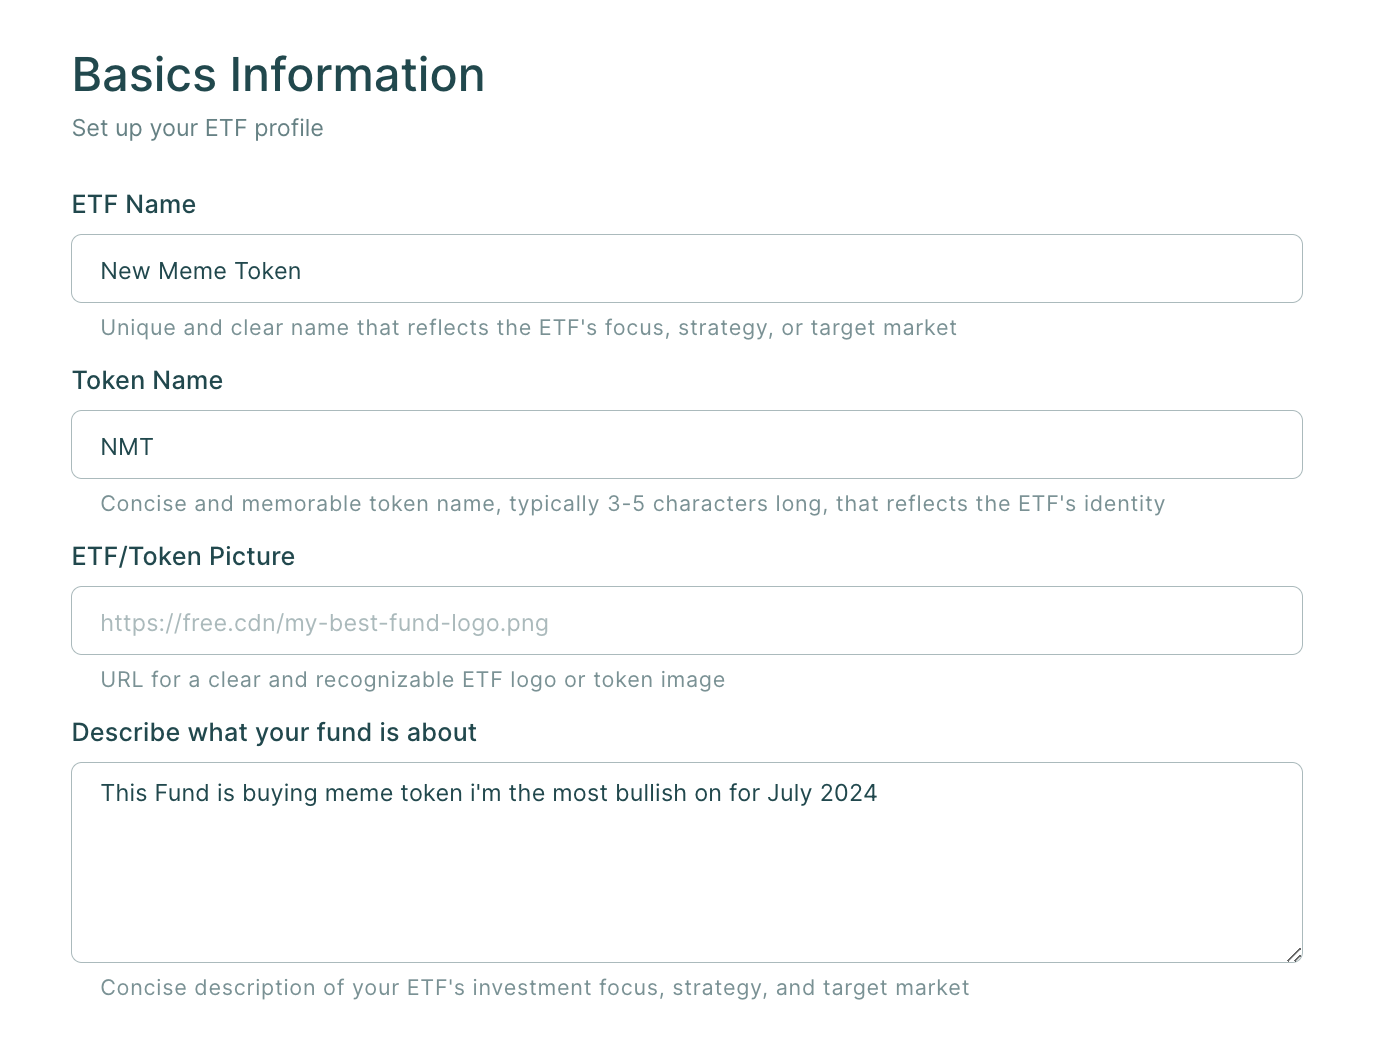 Basics Information
Set up your ETF profile
ETF Name
New Meme Token
Unique and clear name that reflects the ETF's focus, strategy, or target market
Token Name
NMT
Concise and memorable token name, typically 3-5 characters long, that reflects the ETF's identity
ETF/Token Picture
https://free.cdn/my-best-fund-logo.png
URL for a clear and recognizable ETF logo or token image
Describe what your fund is about
This Fund is buying meme token i'm the most bullish on for July 2024
Concise description of your ETF's investment focus, strategy, and target market